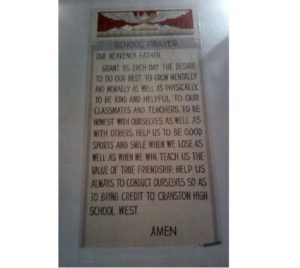 SCHOOL PRAYER
OUR HEAVENLY FATHER.
GRANT US EACH DAY THE DESIRE
TO DO OUR BEST. TO GROW MENTALLY
AND MORALLY AS WELL AS PHYSICALLY.
TO BE KIND AND HELPFUL TO OUR
CLASSMATES AND TEACHERS. TO BE
HONEST WITH OURSELVES AS WELL AS
WITH OTHERS. HELP US TO BE GOOD
SPORTS AND SMILE WHEN WE LOSE AS
WELL AS WHEN WE WIN. TEACH US THE
VALUE OF TRUE FRIENDSHIP. HELP US
ALWAYS TO CONDUCT OURSELVES SO AS
TO BRING CREDIT TO CRANSTON HIGH
SCHOOL WEST.
AMEN